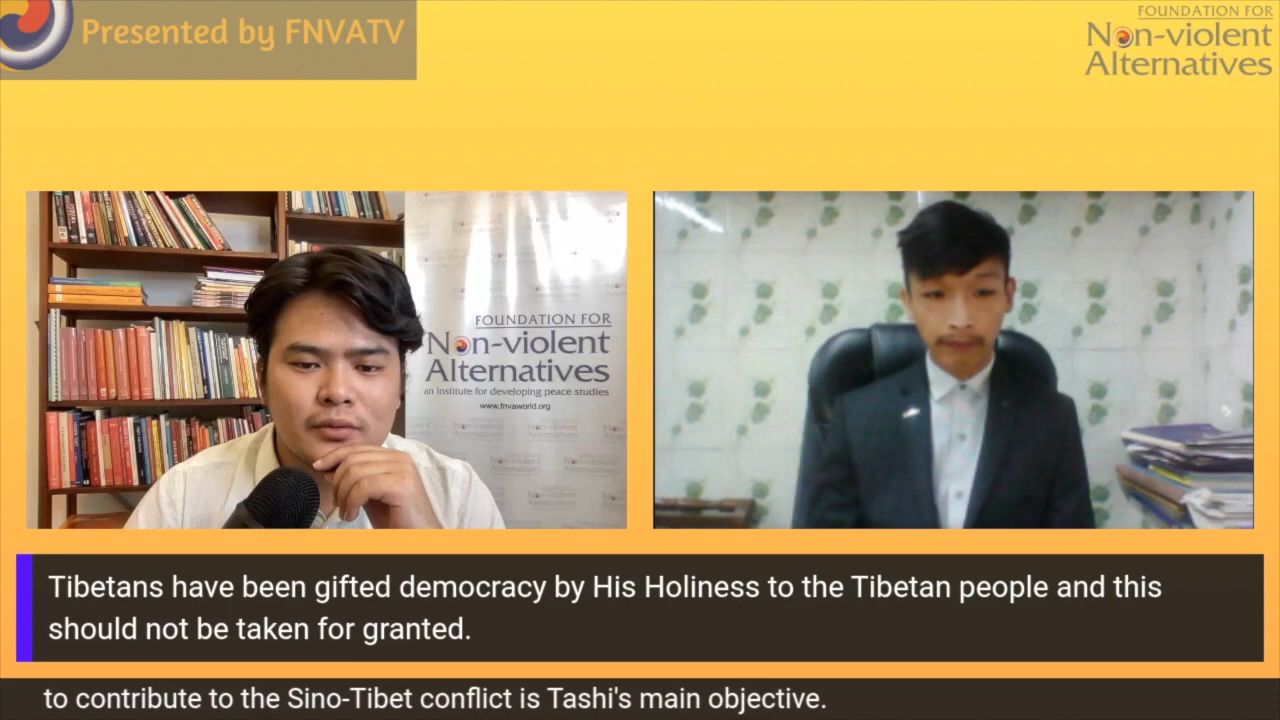 Presented by FNVATV
FOUNDATION FOR
Non-violent
Alternatives
FOUNDATION FOR
Non-violent
Alternatives
an institute for developing peace studies
www.fnvaworld.org
Tibetans have been gifted democracy by His Holiness to the Tibetan people and this
should not be taken for granted.
to contribute to the Sino-Tibet conflict is Tashi's main objective.